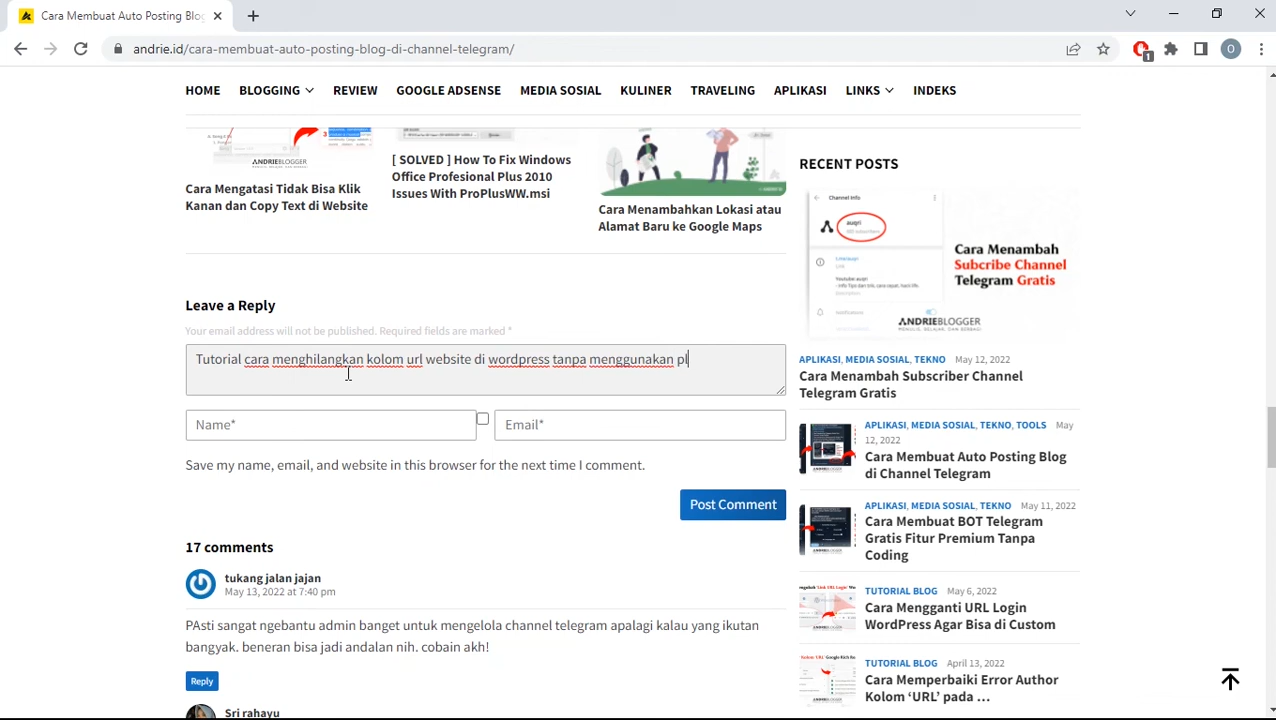 Cara Membuat Auto Posting Blog
andrie.id/cara-membuat-auto-posting-blog-di-channel-telegram/
1
O
HOME BLOGGING REVIEW GOOGLE ADSENSE MEDIA SOSIAL KULINER TRAVELING APLIKASI LINKS INDEKS
ANDRIEBLOGGER
Cara Mengatasi Tidak Bisa Klik
Kanan dan Copy Text di Website
[ SOLVED ] How To Fix Windows
Office Profesional Plus 2010
Issues With ProPlusWW.msi
Cara Menambahkan Lokasi atau
Alamat Baru ke Google Maps
Leave a Reply
Your email address will not be published. Required fields are marked *
Tutorial cara menghilangkan kolom url website di wordpress tanpa menggunakan pl
Name*
Email*
Save my name, email, and website in this browser for the next time I comment.
Post Comment
17 comments
tukang jalan jajan
May 13, 2022 at 7:40 pm
PAsti sangat ngebantu admin banget untuk mengelola channel telegram apalagi kalau yang ikutan
bangyak. beneran bisa jadi andalan nih. cobain akh!
Reply
Sri rahayu
RECENT POSTS
Channel Info
auqri
Link
Cara Menambah
Subcribe Channel
Telegram Gratis
ANDRIEBLOGGER
APLIKASI, MEDIA SOSIAL, TEKNO May 12, 2022
Cara Menambah Subscriber Channel
Telegram Gratis
APLIKASI, MEDIA SOSIAL, TEKNO, TOOLS May
12, 2022
Cara Membuat Auto Posting Blog
di Channel Telegram
APLIKASI, MEDIA SOSIAL, TEKNO May 11, 2022
Cara Membuat BOT Telegram
Gratis Fitur Premium Tanpa
Coding
TUTORIAL BLOG May 6, 2022
Cara Mengganti URL Login
WordPress Agar Bisa di Custom
TUTORIAL BLOG April 13, 2022
Cara Memperbaiki Error Author
Kolom ‘URL’ pada …